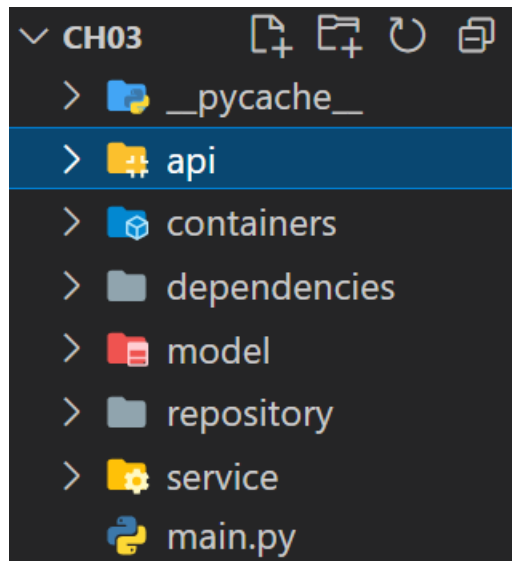 CH03
__pycache__
api
containers
dependencies
model
repository
service
main.py